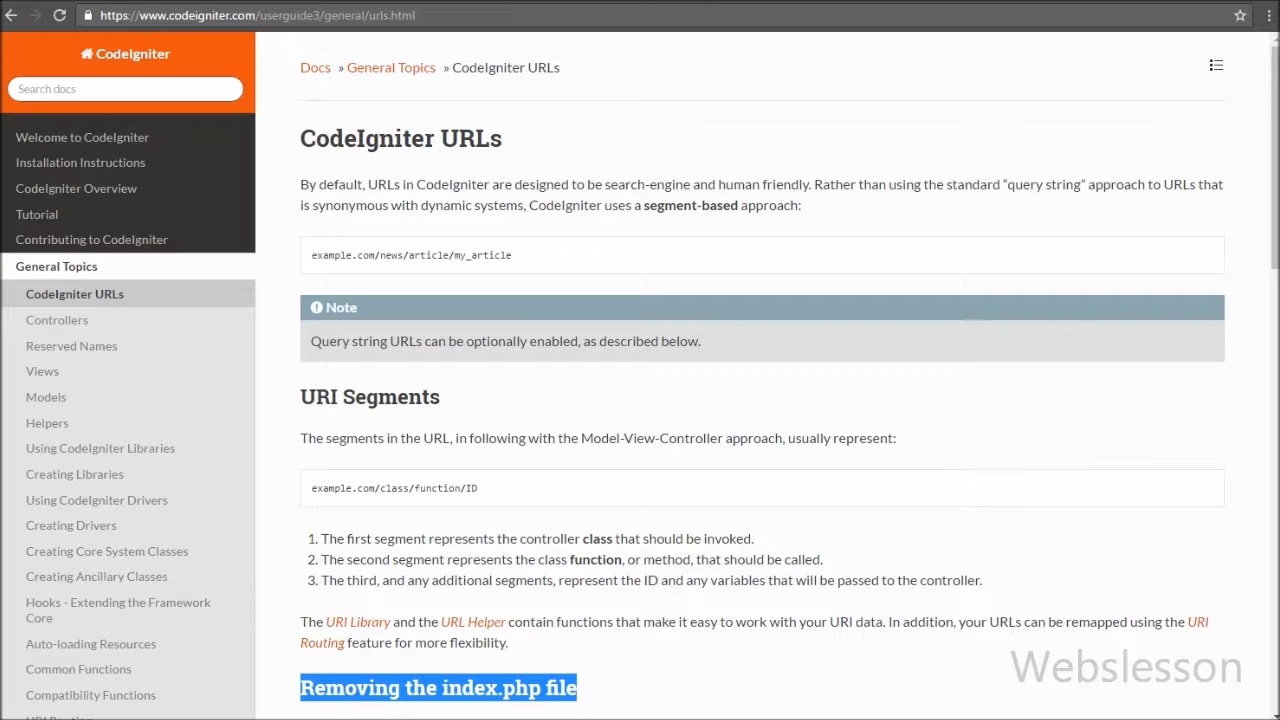 https://www.codeigniter.com/userguide3/general/urls.html
CodeIgniter
Search docs
Welcome to CodeIgniter
Installation Instructions
CodeIgniter Overview
Tutorial
Contributing to CodeIgniter
General Topics
CodeIgniter URLs
Controllers
Reserved Names
Views
Models
Helpers
Using CodeIgniter Libraries
Creating Libraries
Using CodeIgniter Drivers
Creating Drivers
Creating Core System Classes
Creating Ancillary Classes
Hooks - Extending the Framework
Core
Auto-loading Resources
Common Functions
Compatibility Functions
Docs » General Topics » CodeIgniter URLs
CodeIgniter URLs
By default, URLs in CodeIgniter are designed to be search-engine and human friendly. Rather than using the standard “query string” approach to URLs that
is synonymous with dynamic systems, CodeIgniter uses a segment-based approach:
example.com/news/article/my_article
Note
Query string URLs can be optionally enabled, as described below.
URI Segments
The segments in the URL, in following with the Model-View-Controller approach, usually represent:
example.com/class/function/ID
1. The first segment represents the controller class that should be invoked.
2. The second segment represents the class function, or method, that should be called.
3. The third, and any additional segments, represent the ID and any variables that will be passed to the controller.
The URI Library and the URL Helper contain functions that make it easy to work with your URI data. In addition, your URLs can be remapped using the URI
Routing feature for more flexibility.
Removing the index.php file
Webslesson